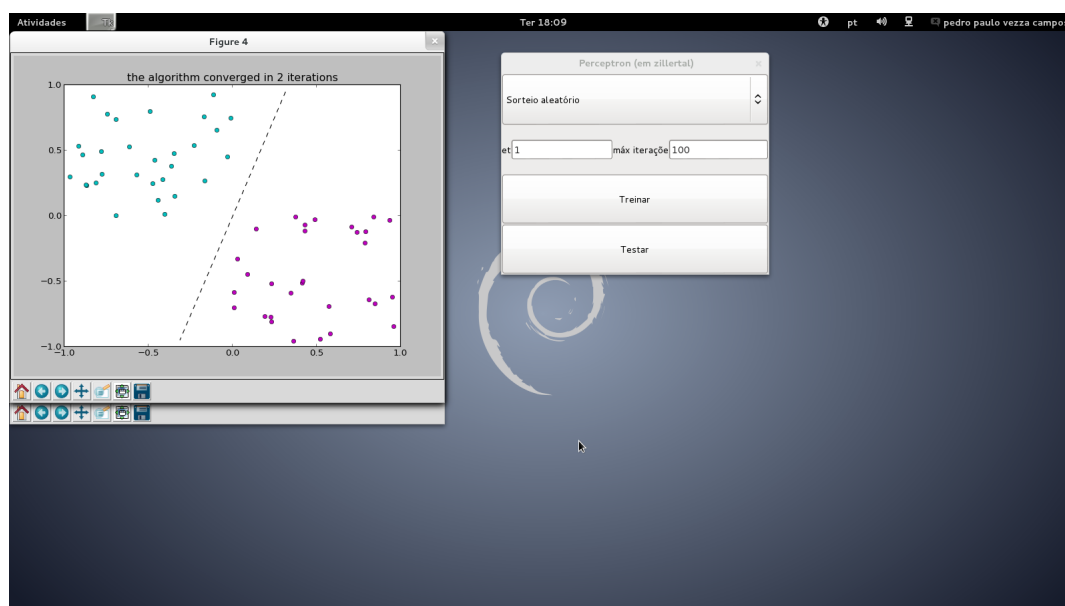 Atividades
Tk
Ter 18:09
pt
pedro paulo vezza campos
Figure 4
the algorithm converged in 2 iterations
1.0
0.5
0.0
−0.5
−1.0
−1.0
−0.5
0.0
0.5
1.0
Perceptron (em zillertal)
Sorteio aleatório
et 1 máx iteraçõe 100
Treinar
Testar